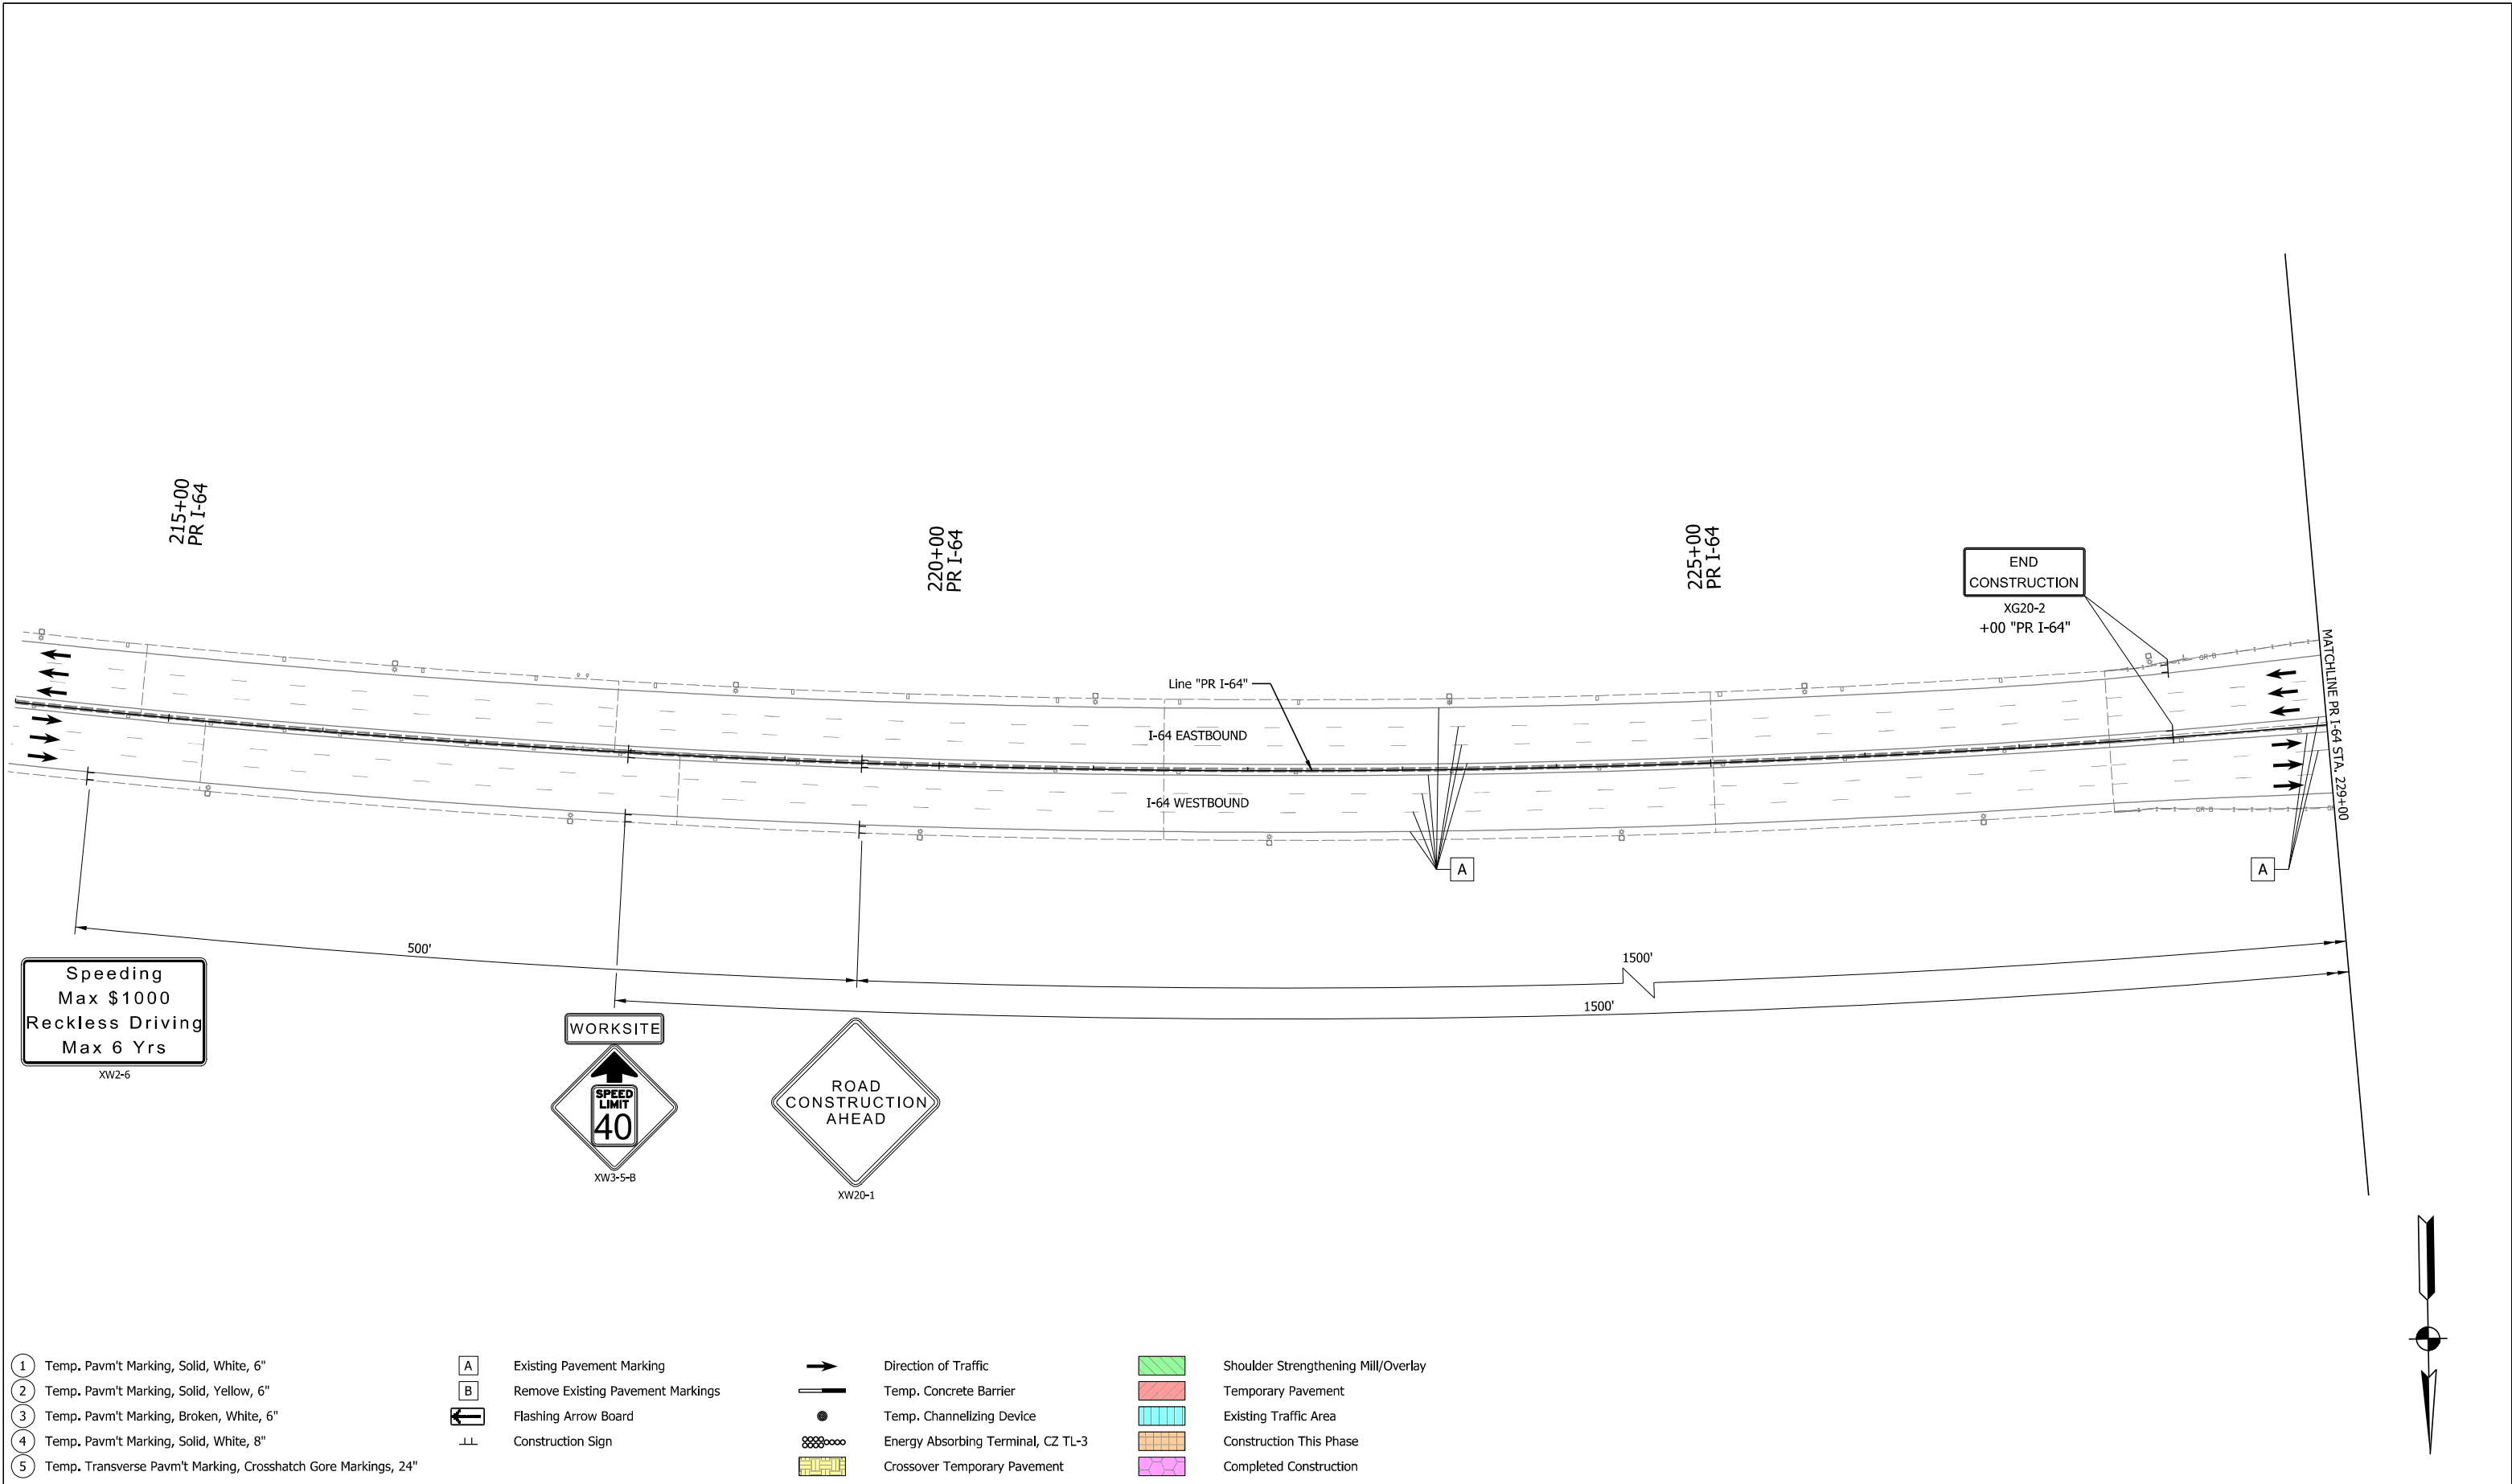 215+00
PR I-64
220+00
PR I-64
225+00
PR I-64
END
CONSTRUCTION
XG20-2
+00 "PR I-64"
MATCHLINE PR I-64 STA. 229+00
Line "PR I-64"
GR-B
I-64 EASTBOUND
I-64 WESTBOUND
GR-B
A
A
500'
1500'
1500'
Speeding
Max $1000
Reckless Driving
Max 6 Yrs
XW2-6
WORKSITE
SPEED
LIMIT
40
XW3-5-B
ROAD
CONSTRUCTION
AHEAD
XW20-1
1 Temp. Pavm't Marking, Solid, White, 6"
2 Temp. Pavm't Marking, Solid, Yellow, 6"
3 Temp. Pavm't Marking, Broken, White, 6"
4 Temp. Pavm't Marking, Solid, White, 8"
5 Temp. Transverse Pavm't Marking, Crosshatch Gore Markings, 24"
A Existing Pavement Marking
B Remove Existing Pavement Markings
Flashing Arrow Board
Construction Sign
Direction of Traffic
Temp. Concrete Barrier
Temp. Channelizing Device
Energy Absorbing Terminal, CZ TL-3
Crossover Temporary Pavement
Shoulder Strengthening Mill/Overlay
Temporary Pavement
Existing Traffic Area
Construction This Phase
Completed Construction